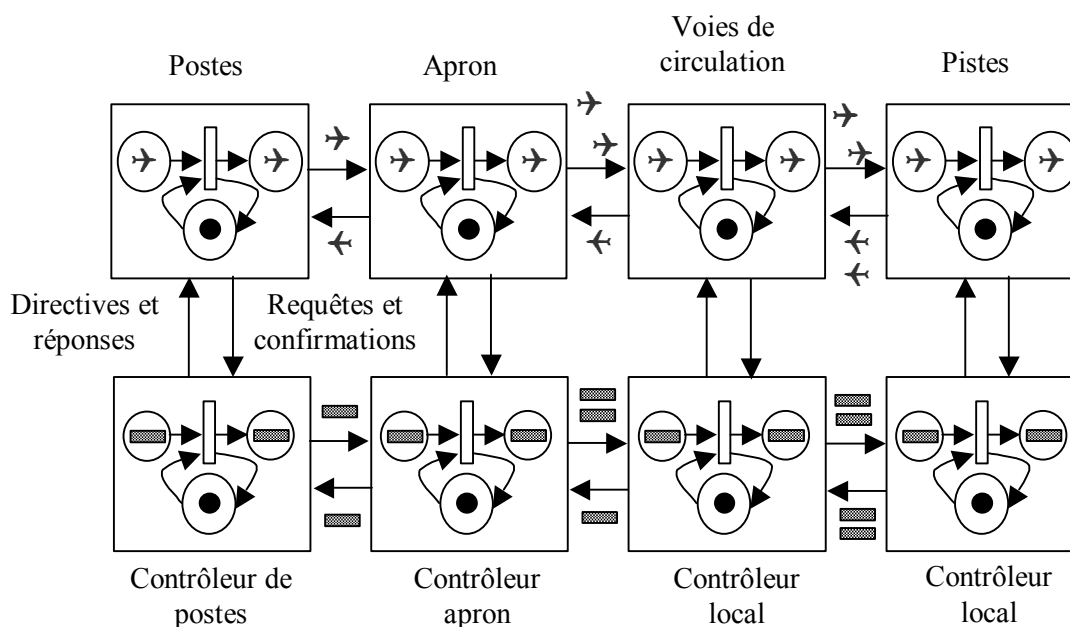 Postes
Apron
Voies de
circulation
Pistes
Directives et
réponses
Requêtes et
confirmations
Contrôleur de
postes
Contrôleur
apron
Contrôleur
local
Contrôleur
local